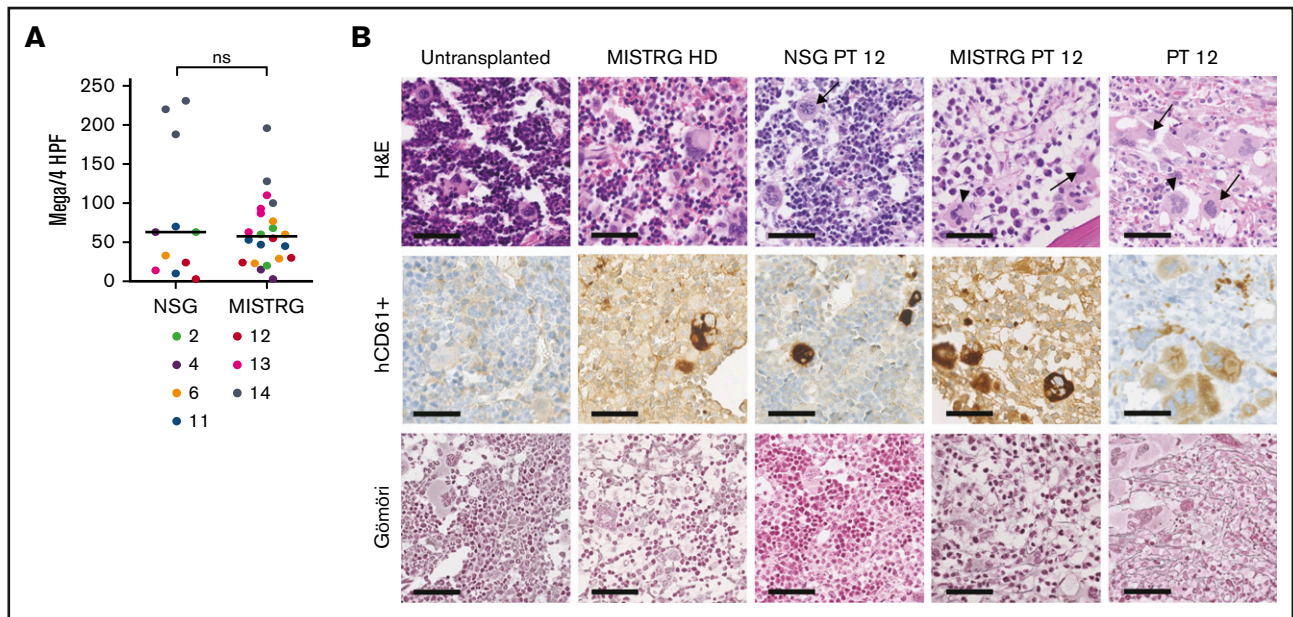 A
ns
Mega/4 HPF
250
200
150
100
50
0
NSG MISTRG
2 12
4 13
6 14
11
B
Untransplanted MISTRG HD NSG PT 12 MISTRG PT 12 PT 12
H&E
hCD61+
Gömöri